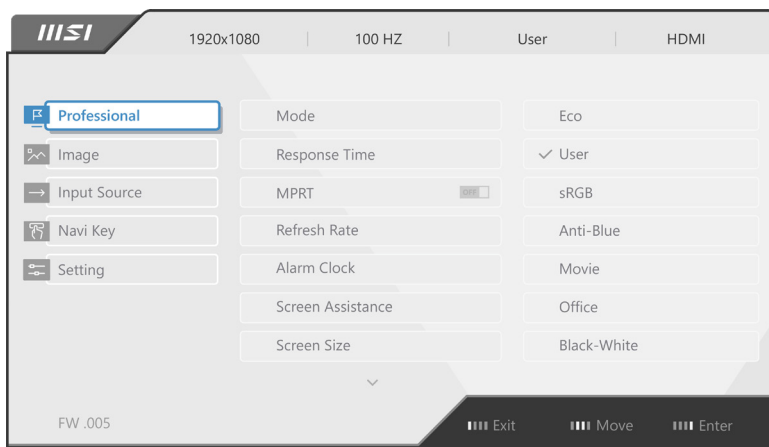 msi 1920x1080 100 HZ User HDMI
Professional Mode Eco
Image Response Time User
Input Source MPRT OFF sRGB
Navi Key Refresh Rate Anti-Blue
Setting Alarm Clock Movie
Screen Assistance Office
Screen Size Black-White
FW .005 Exit Move Enter